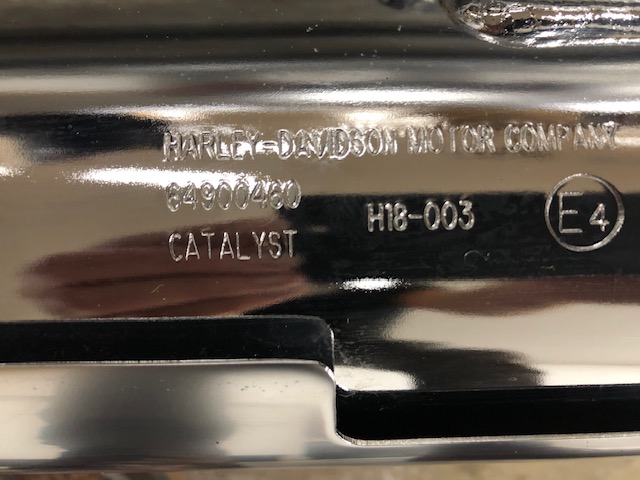 HARLEY-DAVIDSON MOTOR COMPANY
64900460
H18-003
E4
CATALYST